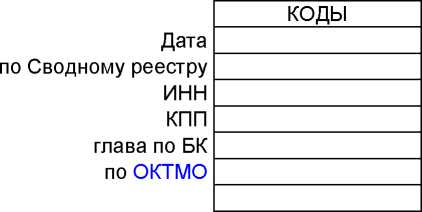 КОДЫ
Дата
по Сводному реестру
ИНН
КПП
глава по БК
по ОКТМО